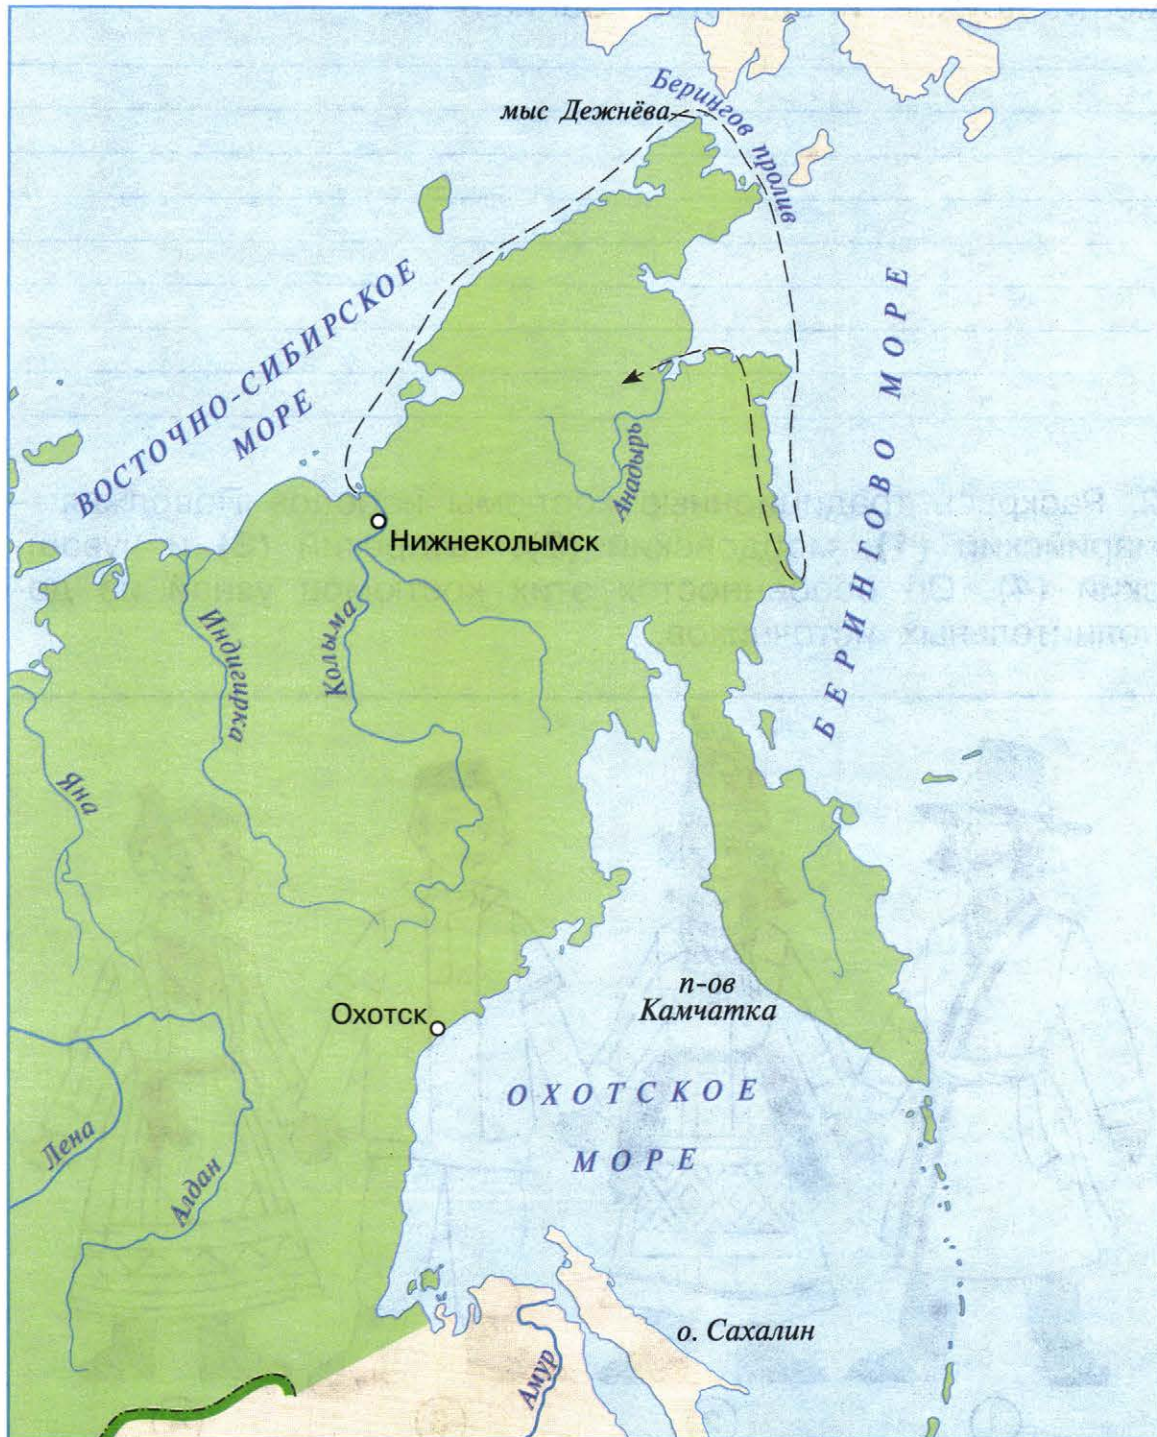 мыс Дежнёва
Берингов пролив
ВОСТОЧНО-СИБИРСКОЕ
МОРЕ
БЕРИНГОВО МОРЕ
Анадырь
Нижнеколымск
Индигирка
Колыма
Яна
п-ов
Камчатка
Охотск
ОХОТСКОЕ
МОРЕ
Лена
Алдан
о. Сахалин
Амур